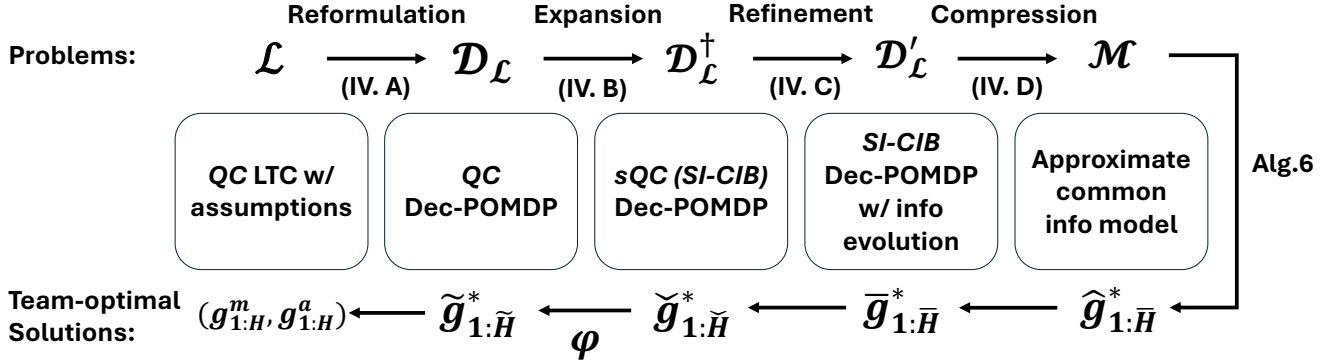 Reformulation Expansion Refinement Compression
Problems: ℒ 𝒟_ℒ 𝒟_ℒ^† 𝒟_ℒ′ ℳ
(IV. A) (IV. B) (IV. C) (IV. D)
QC LTC w/
assumptions
QC
Dec-POMDP
sQC (SI-CIB)
Dec-POMDP
SI-CIB
Dec-POMDP
w/ info
evolution
Approximate
common
info model
Alg.6
Team-optimal
Solutions:
(g^m_{1:H}, g^a_{1:H}) g̃^*_{1:H̃} ǧ^*_{1:Ȟ} ḡ^*_{1:H̄} ĝ^*_{1:H̄}
φ